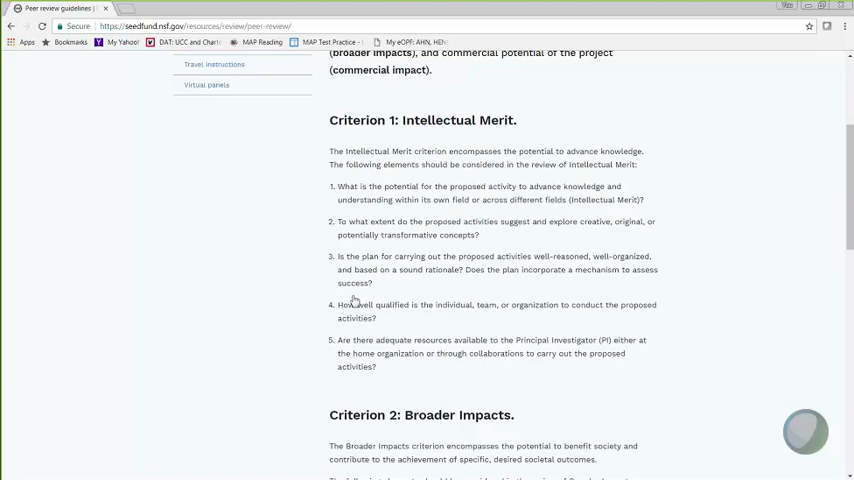 Peer review guidelines |
You
Secure
https://seedfund.nsf.gov/resources/review/peer-review/
Apps
Bookmarks
My Yahoo!
DAT: UCC and Charte
MAP Reading
MAP Test Practice -
My eOPF: AHN, HEN
Travel instructions
Virtual panels
(broader impacts), and commercial potential of the project
(commercial impact).
Criterion 1: Intellectual Merit.
The Intellectual Merit criterion encompasses the potential to advance knowledge.
The following elements should be considered in the review of Intellectual Merit:
1. What is the potential for the proposed activity to advance knowledge and
understanding within its own field or across different fields (Intellectual Merit)?
2. To what extent do the proposed activities suggest and explore creative, original, or
potentially transformative concepts?
3. Is the plan for carrying out the proposed activities well-reasoned, well-organized,
and based on a sound rationale? Does the plan incorporate a mechanism to assess
success?
4. How well qualified is the individual, team, or organization to conduct the proposed
activities?
5. Are there adequate resources available to the Principal Investigator (PI) either at
the home organization or through collaborations to carry out the proposed
activities?
Criterion 2: Broader Impacts.
The Broader Impacts criterion encompasses the potential to benefit society and
contribute to the achievement of specific, desired societal outcomes.